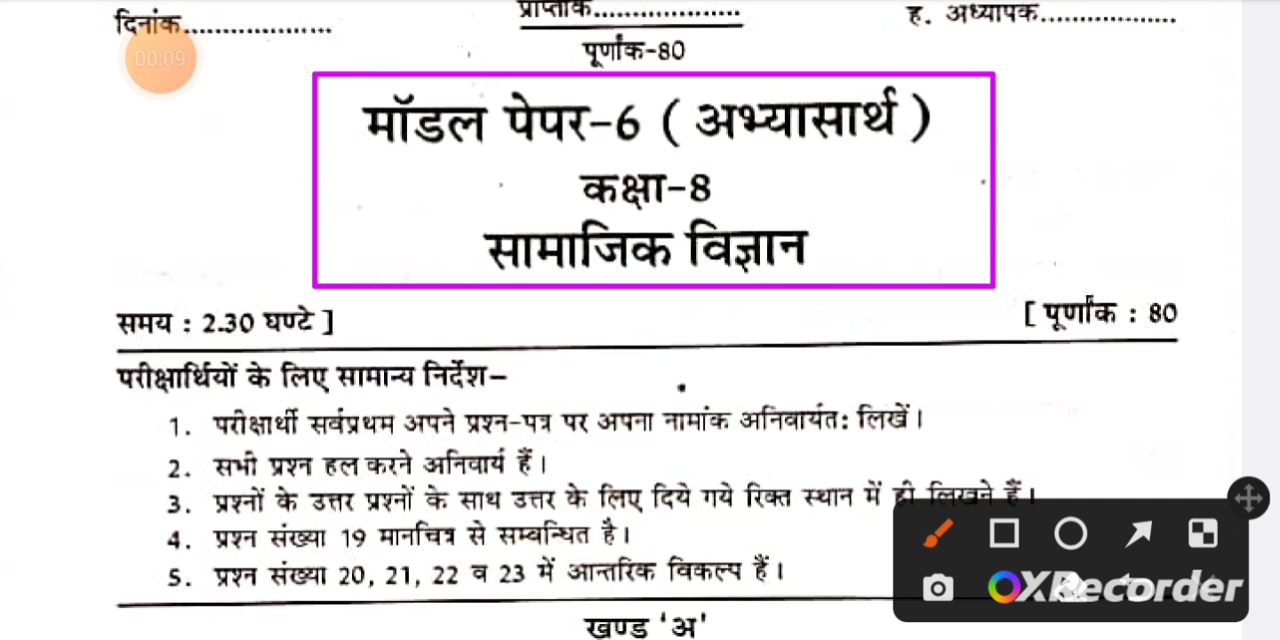 दिनांक..................
प्राप्तांक...................
ह. अध्यापक.................
00:09
पूर्णांक-80
मॉडल पेपर-6 ( अभ्यासार्थ )
कक्षा-8
सामाजिक विज्ञान
समय : 2.30 घण्टे ]
[ पूर्णांक : 80
परीक्षार्थियों के लिए सामान्य निर्देश–
1. परीक्षार्थी सर्वप्रथम अपने प्रश्न-पत्र पर अपना नामांक अनिवार्यत: लिखें।
2. सभी प्रश्न हल करने अनिवार्य हैं।
3. प्रश्नों के उत्तर प्रश्नों के साथ उत्तर के लिए दिये गये रिक्त स्थान में ही लिखने हैं।
4. प्रश्न संख्या 19 मानचित्र से सम्बन्धित है।
5. प्रश्न संख्या 20, 21, 22 व 23 में आन्तरिक विकल्प हैं।
XRecorder
खण्ड 'अ'